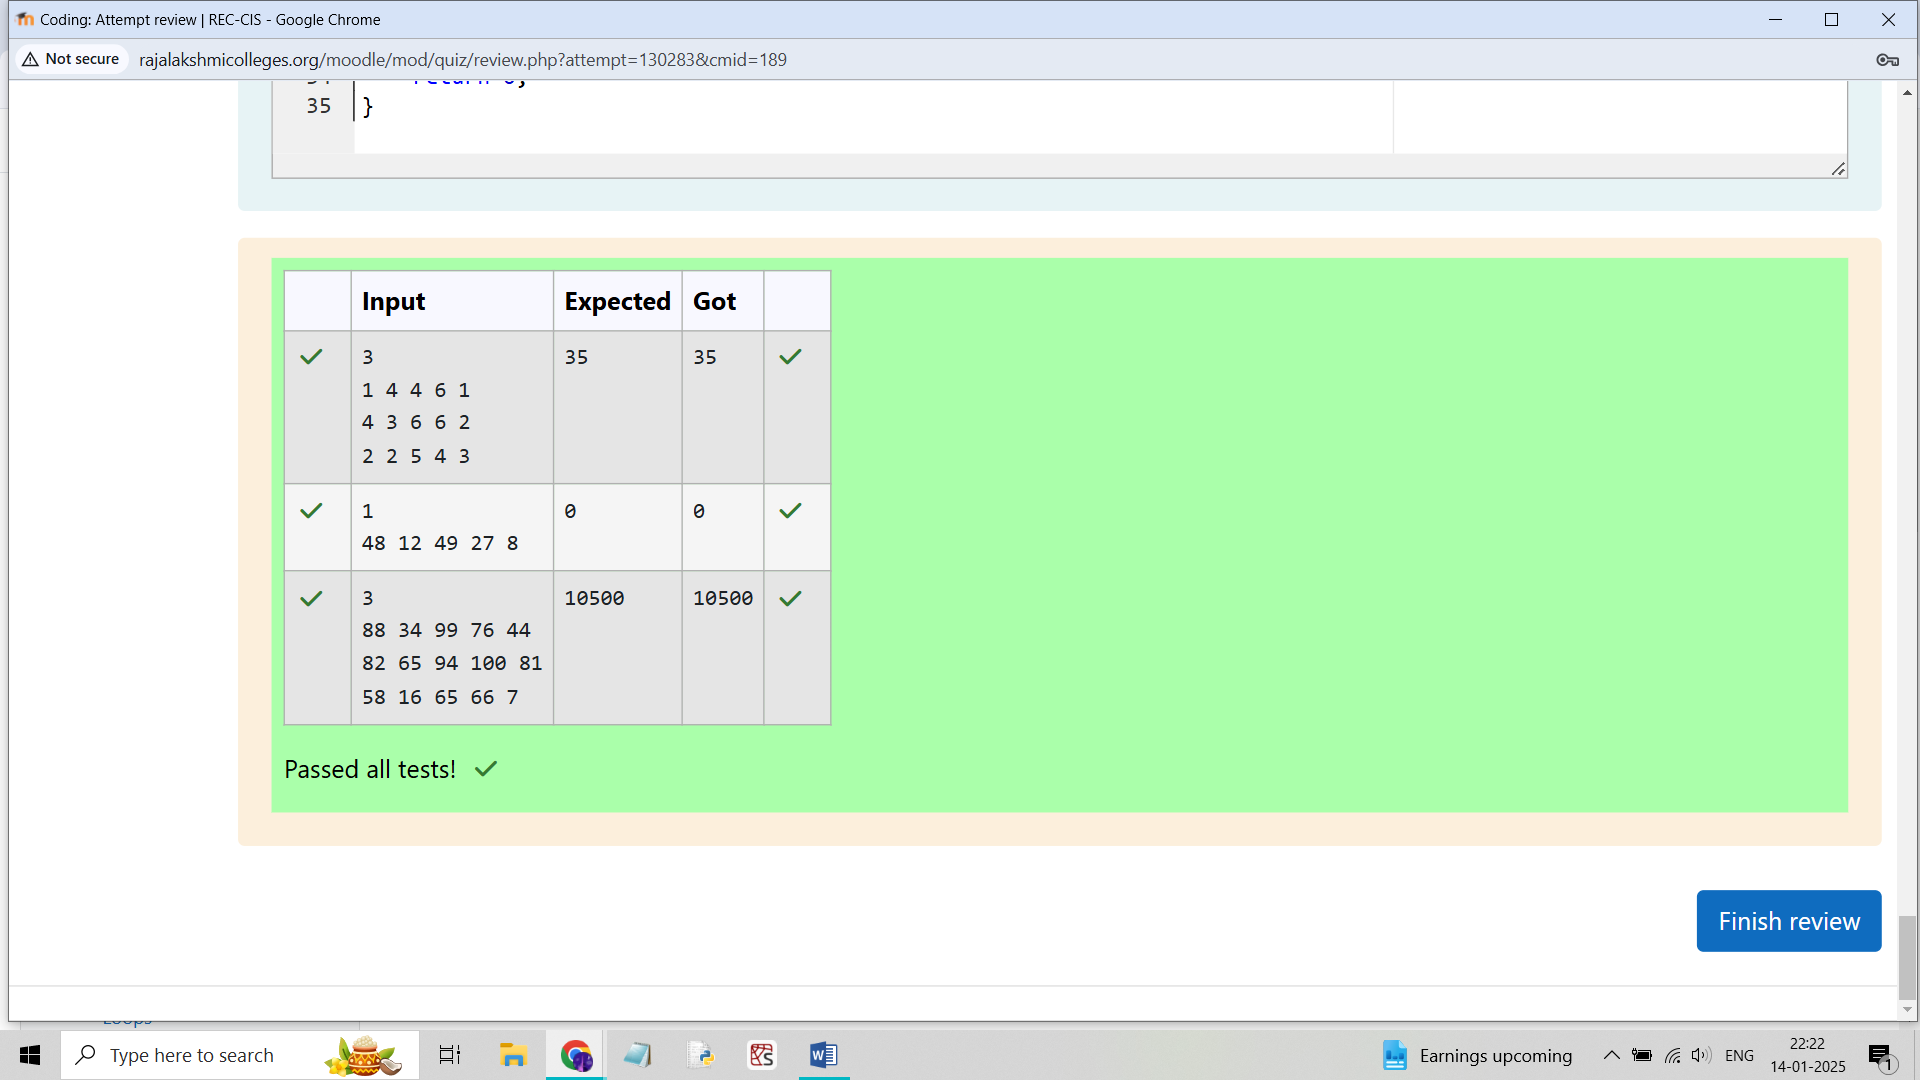 Coding: Attempt review | REC-CIS - Google Chrome
Not secure rajalakshmicolleges.org/moodle/mod/quiz/review.php?attempt=130283&cmid=189
35 }
Input Expected Got
3 35 35
1 4 4 6 1
4 3 6 6 2
2 2 5 4 3
1 0 0
48 12 49 27 8
3 10500 10500
88 34 99 76 44
82 65 94 100 81
58 16 65 66 7
Passed all tests!
Finish review
Type here to search
Earnings upcoming
ENG
22:22
14-01-2025
1